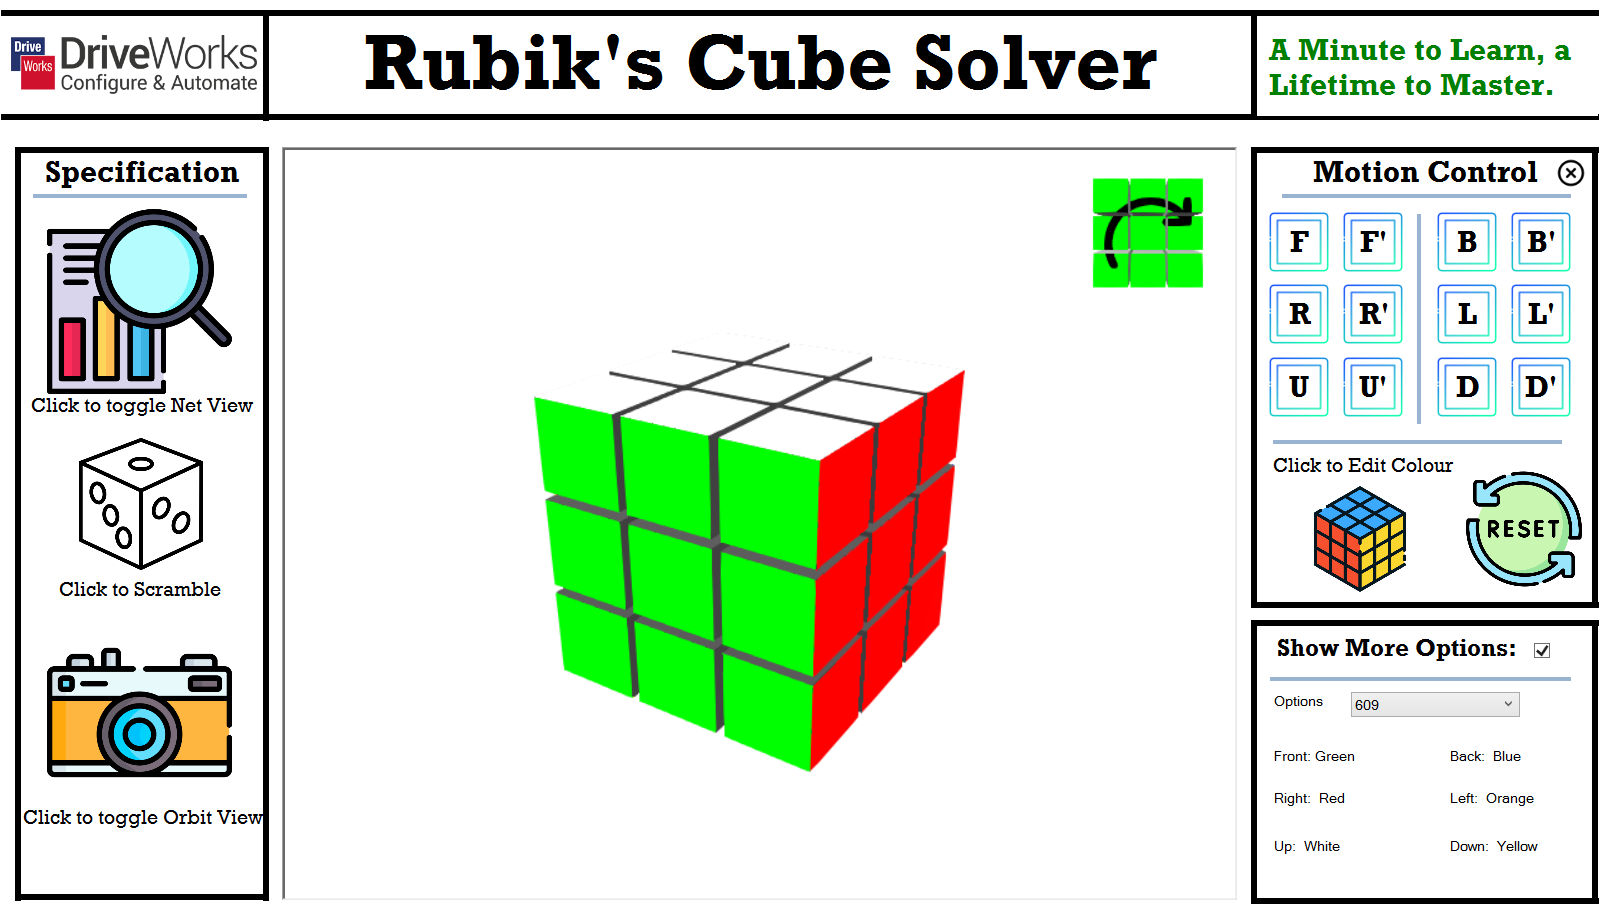 Drive
Works
DriveWorks
Configure & Automate
Rubik's Cube Solver
A Minute to Learn, a
Lifetime to Master.
Specification
Click to toggle Net View
Click to Scramble
Click to toggle Orbit View
Motion Control
F F' B B'
R R' L L'
U U' D D'
Click to Edit Colour
RESET
Show More Options:
Options 609
Front: Green Back: Blue
Right: Red Left: Orange
Up: White Down: Yellow